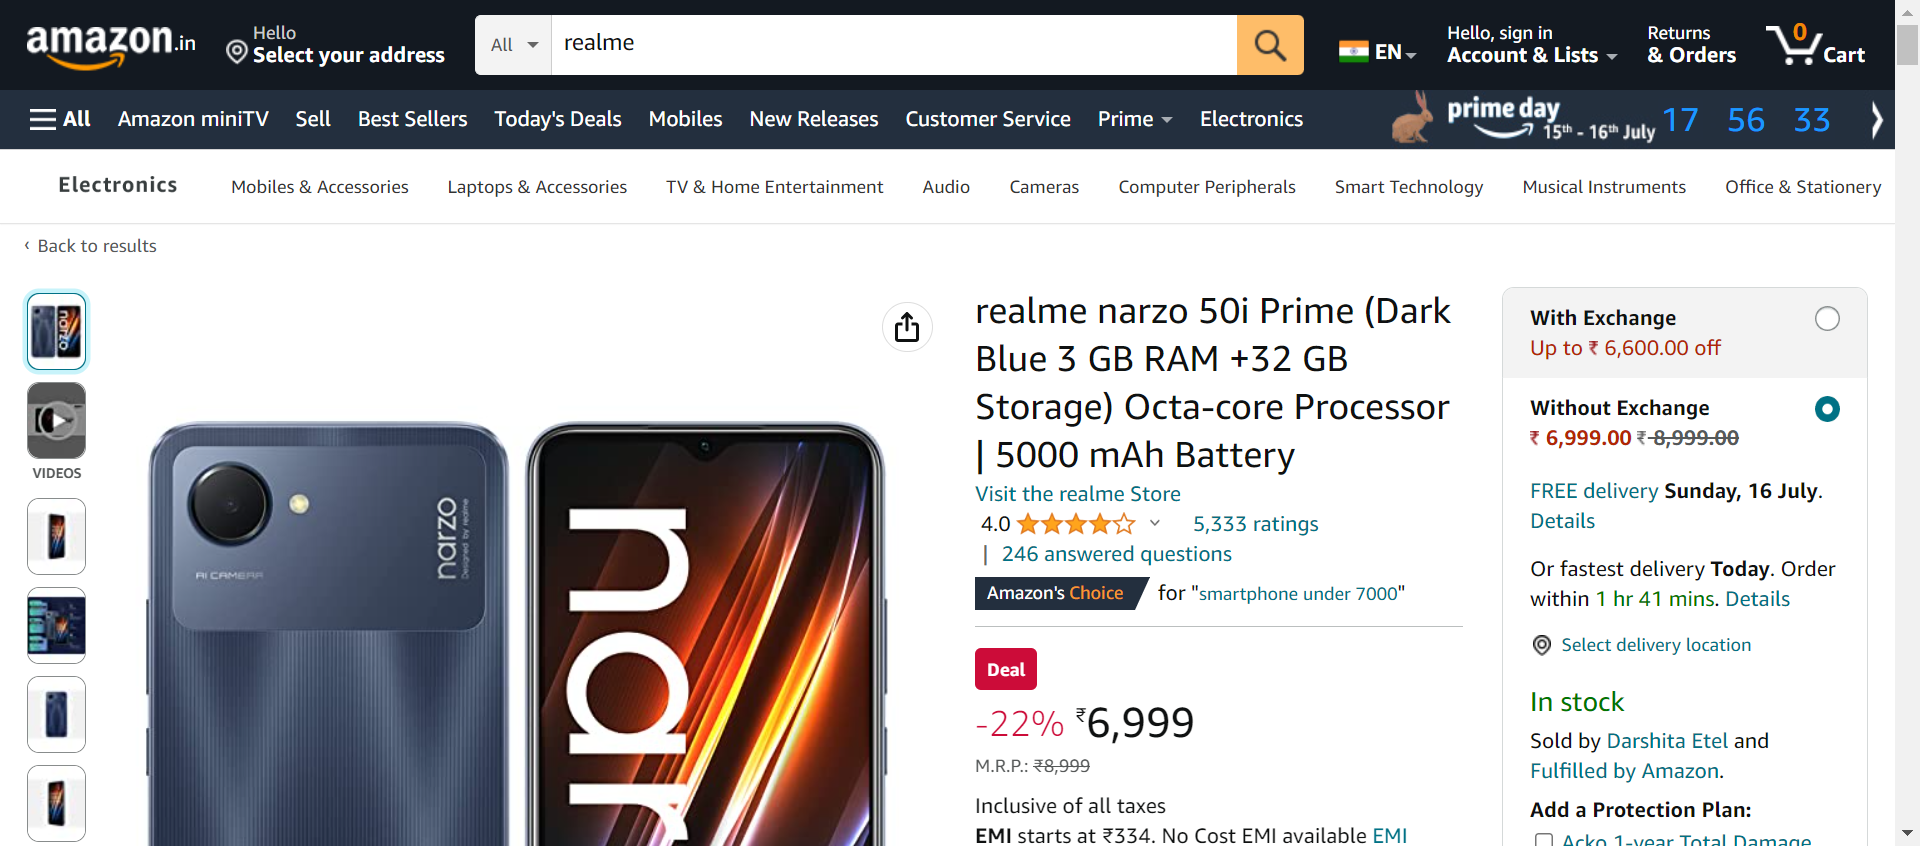 amazon.in
Hello
Select your address
All
realme
EN
Hello, sign in
Account & Lists
Returns
& Orders
0
Cart
All
Amazon miniTV
Sell
Best Sellers
Today's Deals
Mobiles
New Releases
Customer Service
Prime
Electronics
prime day
15th - 16th July
17 56 33
Electronics
Mobiles & Accessories
Laptops & Accessories
TV & Home Entertainment
Audio
Cameras
Computer Peripherals
Smart Technology
Musical Instruments
Office & Stationery
‹ Back to results
VIDEOS
narzo
Designed by realme
AI CAMERA
nar
realme narzo 50i Prime (Dark
Blue 3 GB RAM +32 GB
Storage) Octa-core Processor
| 5000 mAh Battery
Visit the realme Store
4.0
5,333 ratings
| 246 answered questions
Amazon's Choice for "smartphone under 7000"
Deal
-22% ₹6,999
M.R.P.: ₹8,999
Inclusive of all taxes
EMI starts at ₹334. No Cost EMI available EMI
With Exchange
Up to ₹ 6,600.00 off
Without Exchange
₹ 6,999.00 ₹ 8,999.00
FREE delivery Sunday, 16 July.
Details
Or fastest delivery Today. Order
within 1 hr 41 mins. Details
Select delivery location
In stock
Sold by Darshita Etel and
Fulfilled by Amazon.
Add a Protection Plan:
Acko 1-year Total Damage